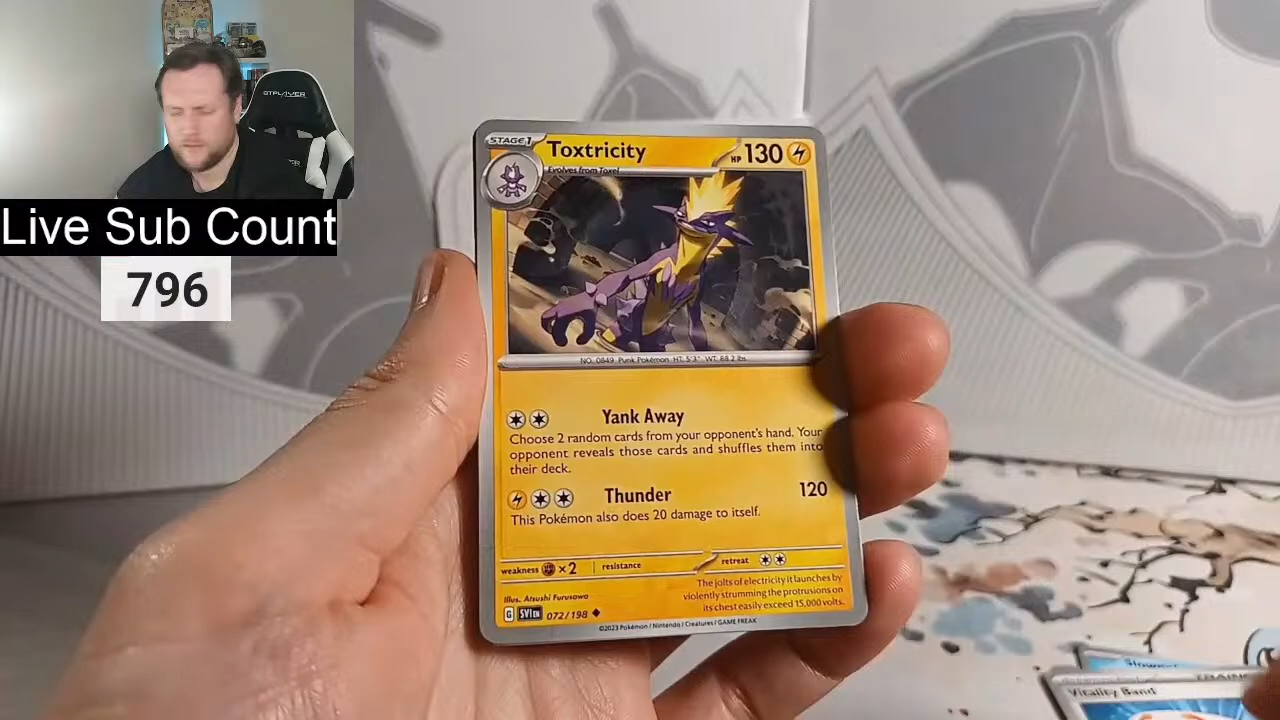 GTPLAYER
Live Sub Count
796
STAGE 1
Toxtricity
HP 130
Evolves from Toxel
NO. 0849 Punk Pokémon HT: 5'3" WT: 88.2 lbs.
Yank Away
Choose 2 random cards from your opponent's hand. Your
opponent reveals those cards and shuffles them into
their deck.
Thunder 120
This Pokémon also does 20 damage to itself.
weakness ×2 resistance retreat
The jolts of electricity it launches by
violently strumming the protrusions on
its chest easily exceed 15,000 volts.
Illus. Atsushi Furusawa
G SVI EN 072/198
©2023 Pokémon / Nintendo / Creatures / GAME FREAK
Vitality Band